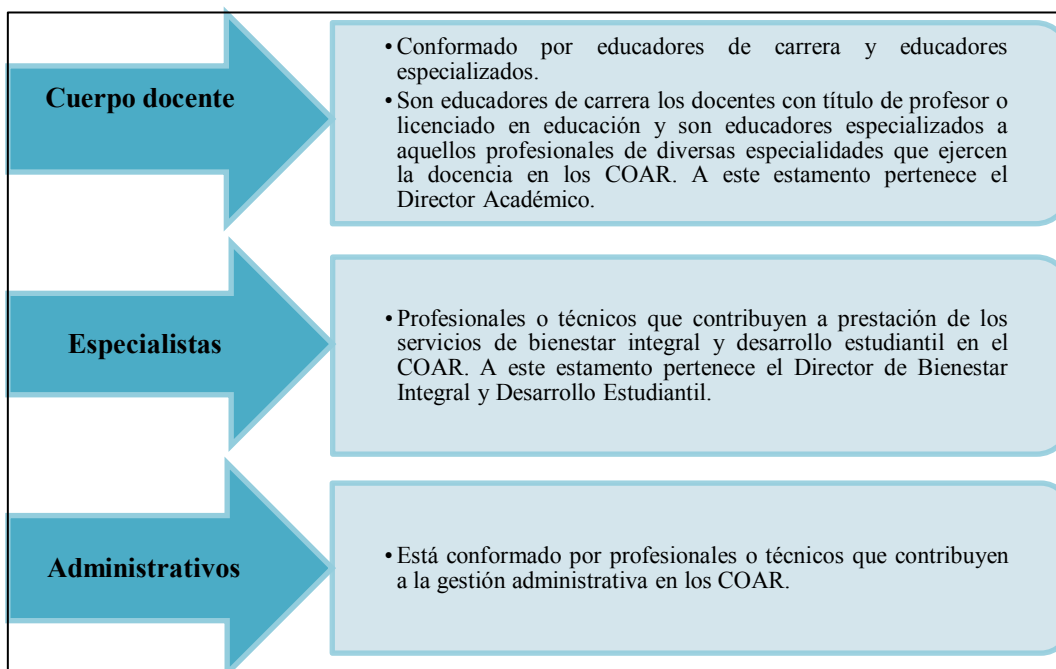 Cuerpo docente
• Conformado por educadores de carrera y educadores
especializados.
• Son educadores de carrera los docentes con título de profesor o
licenciado en educación y son educadores especializados a
aquellos profesionales de diversas especialidades que ejercen
la docencia en los COAR. A este estamento pertenece el
Director Académico.
Especialistas
• Profesionales o técnicos que contribuyen a prestación de los
servicios de bienestar integral y desarrollo estudiantil en el
COAR. A este estamento pertenece el Director de Bienestar
Integral y Desarrollo Estudiantil.
Administrativos
• Está conformado por profesionales o técnicos que contribuyen
a la gestión administrativa en los COAR.